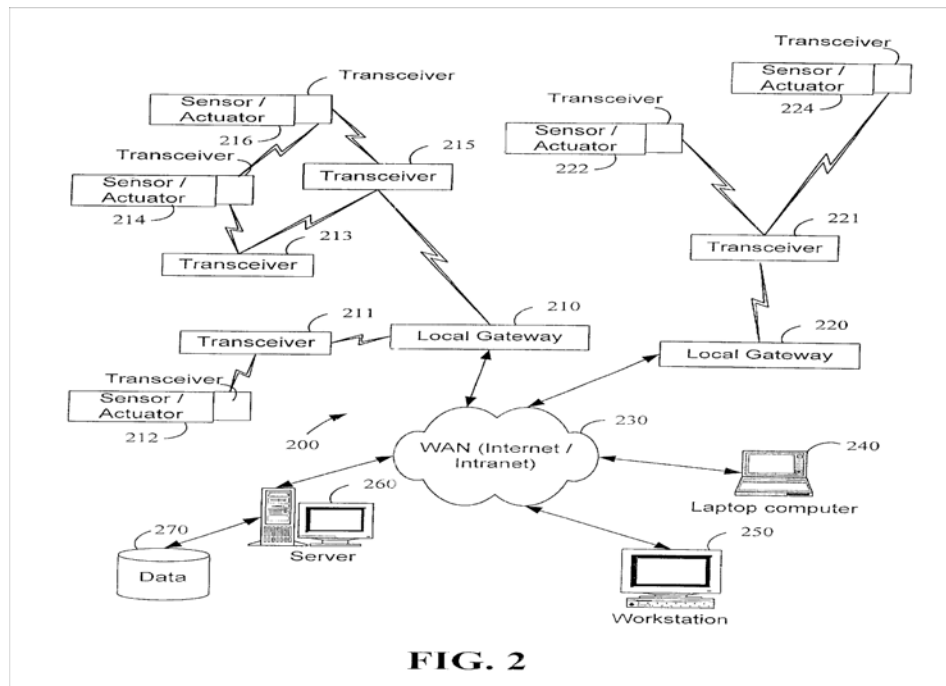 Transceiver
Transceiver
Sensor /
Actuator
216
Sensor /
Actuator
224
Transceiver
Sensor /
Actuator
222
Transceiver
Sensor /
Actuator
214
215
Transceiver
213
Transceiver
221
Transceiver
211
Transceiver
210
Local Gateway
220
Local Gateway
Transceiver
Sensor /
Actuator
212
200
230
WAN (Internet /
Intranet)
240
Laptop computer
260
Server
270
Data
250
Workstation
FIG. 2